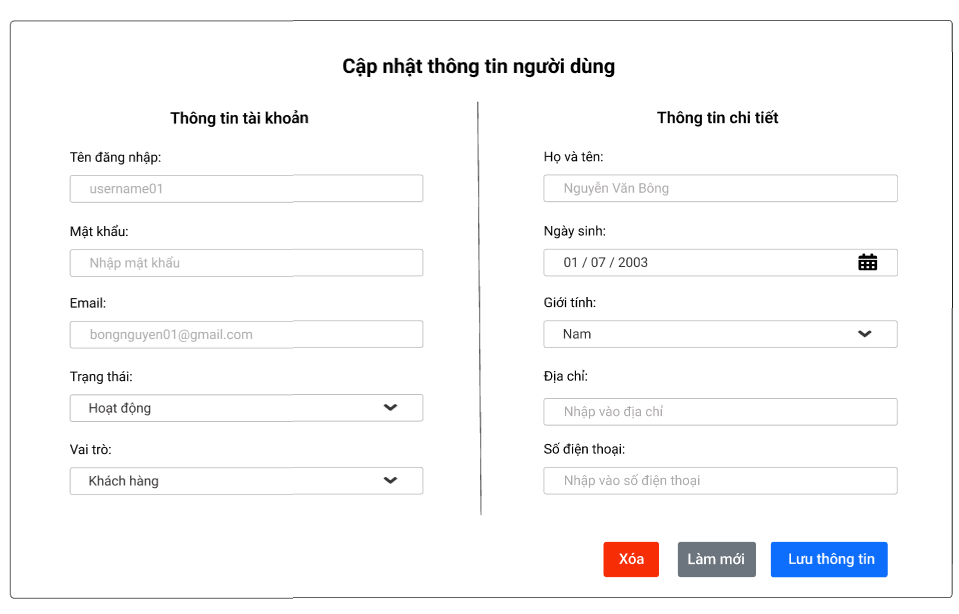 Cập nhật thông tin người dùng
Thông tin tài khoản
Tên đăng nhập:
username01
Mật khẩu:
Nhập mật khẩu
Email:
bongnguyen01@gmail.com
Trạng thái:
Hoạt động
Vai trò:
Khách hàng
Thông tin chi tiết
Họ và tên:
Nguyễn Văn Bông
Ngày sinh:
01 / 07 / 2003
Giới tính:
Nam
Địa chỉ:
Nhập vào địa chỉ
Số điện thoại:
Nhập vào số điện thoại
Xóa
Làm mới
Lưu thông tin